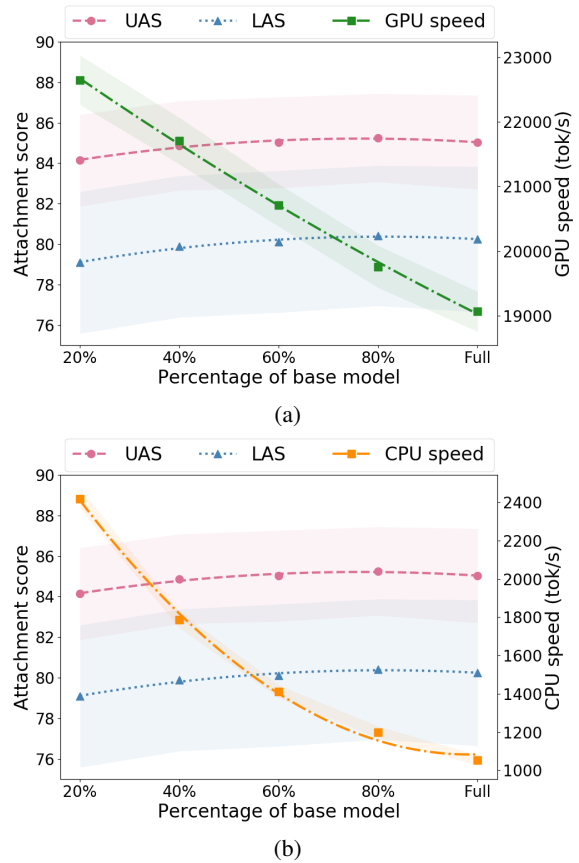 UAS LAS GPU speed
90
88
86
84
82
80
78
76
Attachment score
23000
22000
21000
20000
19000
GPU speed (tok/s)
20% 40% 60% 80% Full
Percentage of base model
(a)
UAS LAS CPU speed
90
88
86
84
82
80
78
76
Attachment score
2400
2200
2000
1800
1600
1400
1200
1000
CPU speed (tok/s)
20% 40% 60% 80% Full
Percentage of base model
(b)